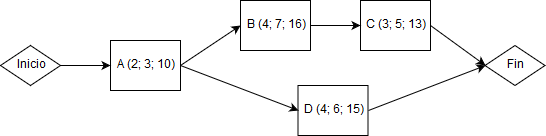 B (4; 7; 16)
C (3; 5; 13)
Inicio
A (2; 3; 10)
Fin
D (4; 6; 15)